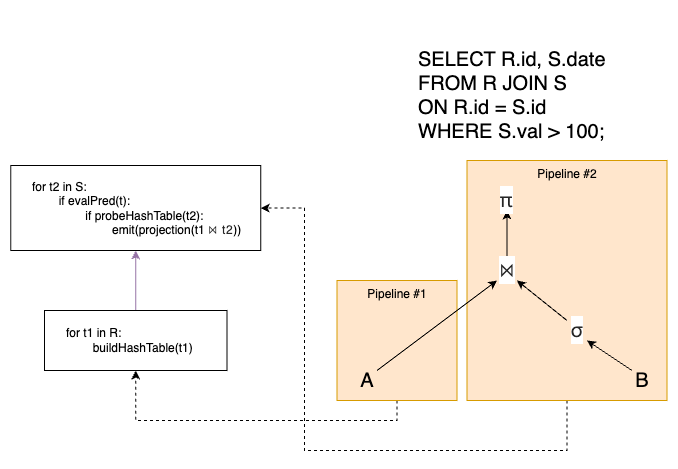 SELECT R.id, S.date
FROM R JOIN S
ON R.id = S.id
WHERE S.val > 100;
for t2 in S:
if evalPred(t):
if probeHashTable(t2):
emit(projection(t1 ⋈ t2))
for t1 in R:
buildHashTable(t1)
Pipeline #1
A
Pipeline #2
π
⋈
σ
B